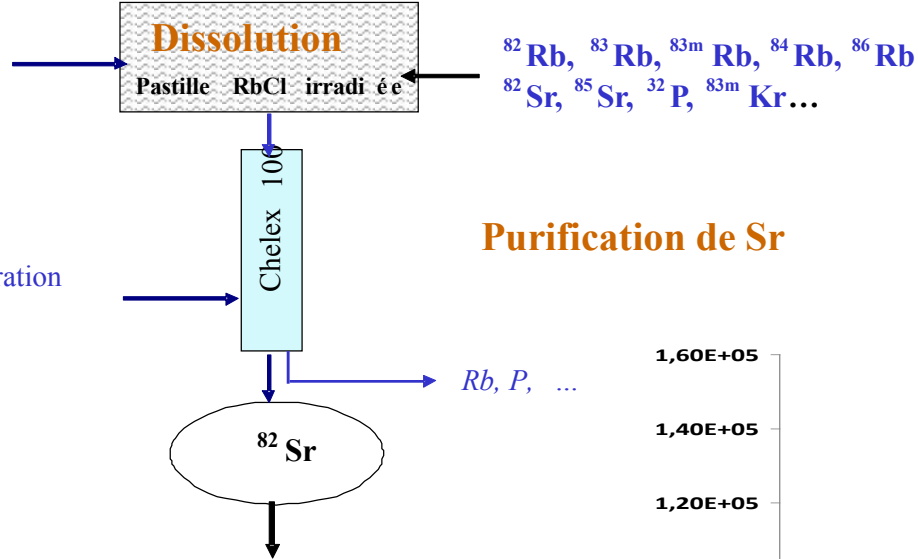 Dissolution
Pastille RbCl irradiée
82Rb, 83Rb, 83mRb, 84Rb, 86Rb
82Sr, 85Sr, 32P, 83mKr...
Chelex 100
Purification de Sr
ration
Rb, P, ...
82Sr
1,60E+05
1,40E+05
1,20E+05